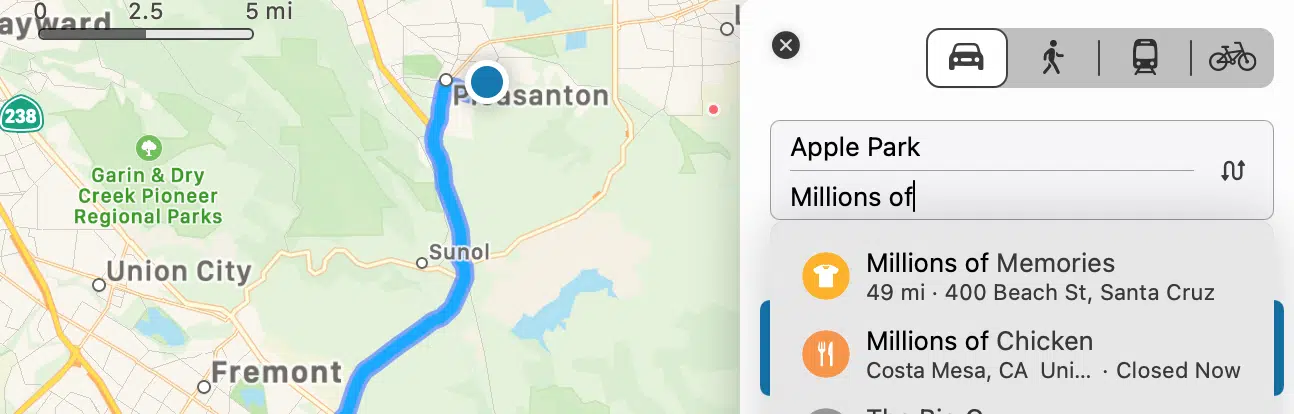 0 2.5 5 mi
ayward
238
Pleasanton
Garin & Dry
Creek Pioneer
Regional Parks
Sunol
Union City
Fremont
Apple Park
Millions of
Millions of Memories
49 mi · 400 Beach St, Santa Cruz
Millions of Chicken
Costa Mesa, CA Uni... · Closed Now